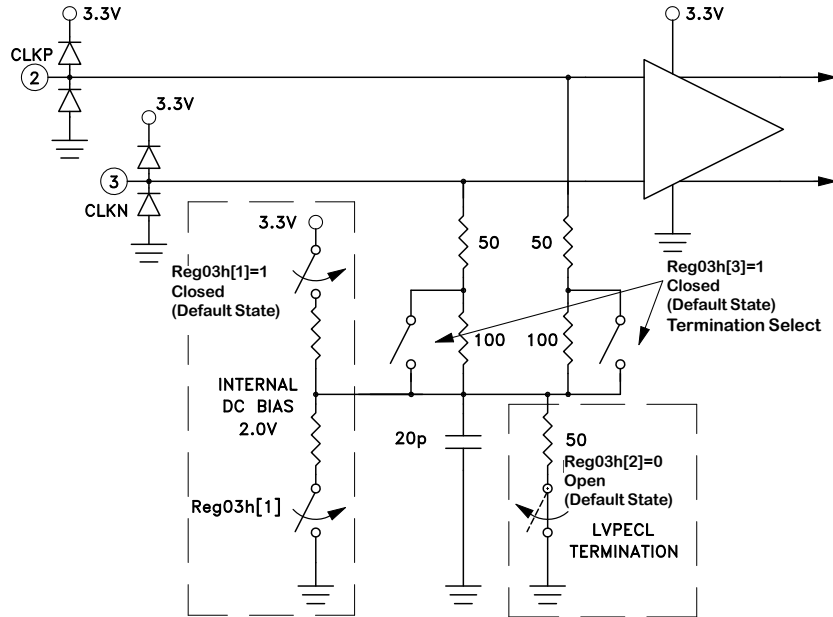 3.3V
3.3V
CLKP
2
3.3V
3
CLKN
3.3V
Reg03h[1]=1
Closed
(Default State)
50
50
Reg03h[3]=1
Closed
(Default State)
Termination Select
100
100
INTERNAL
DC BIAS
2.0V
20p
50
Reg03h[2]=0
Open
(Default State)
Reg03h[1]
LVPECL
TERMINATION